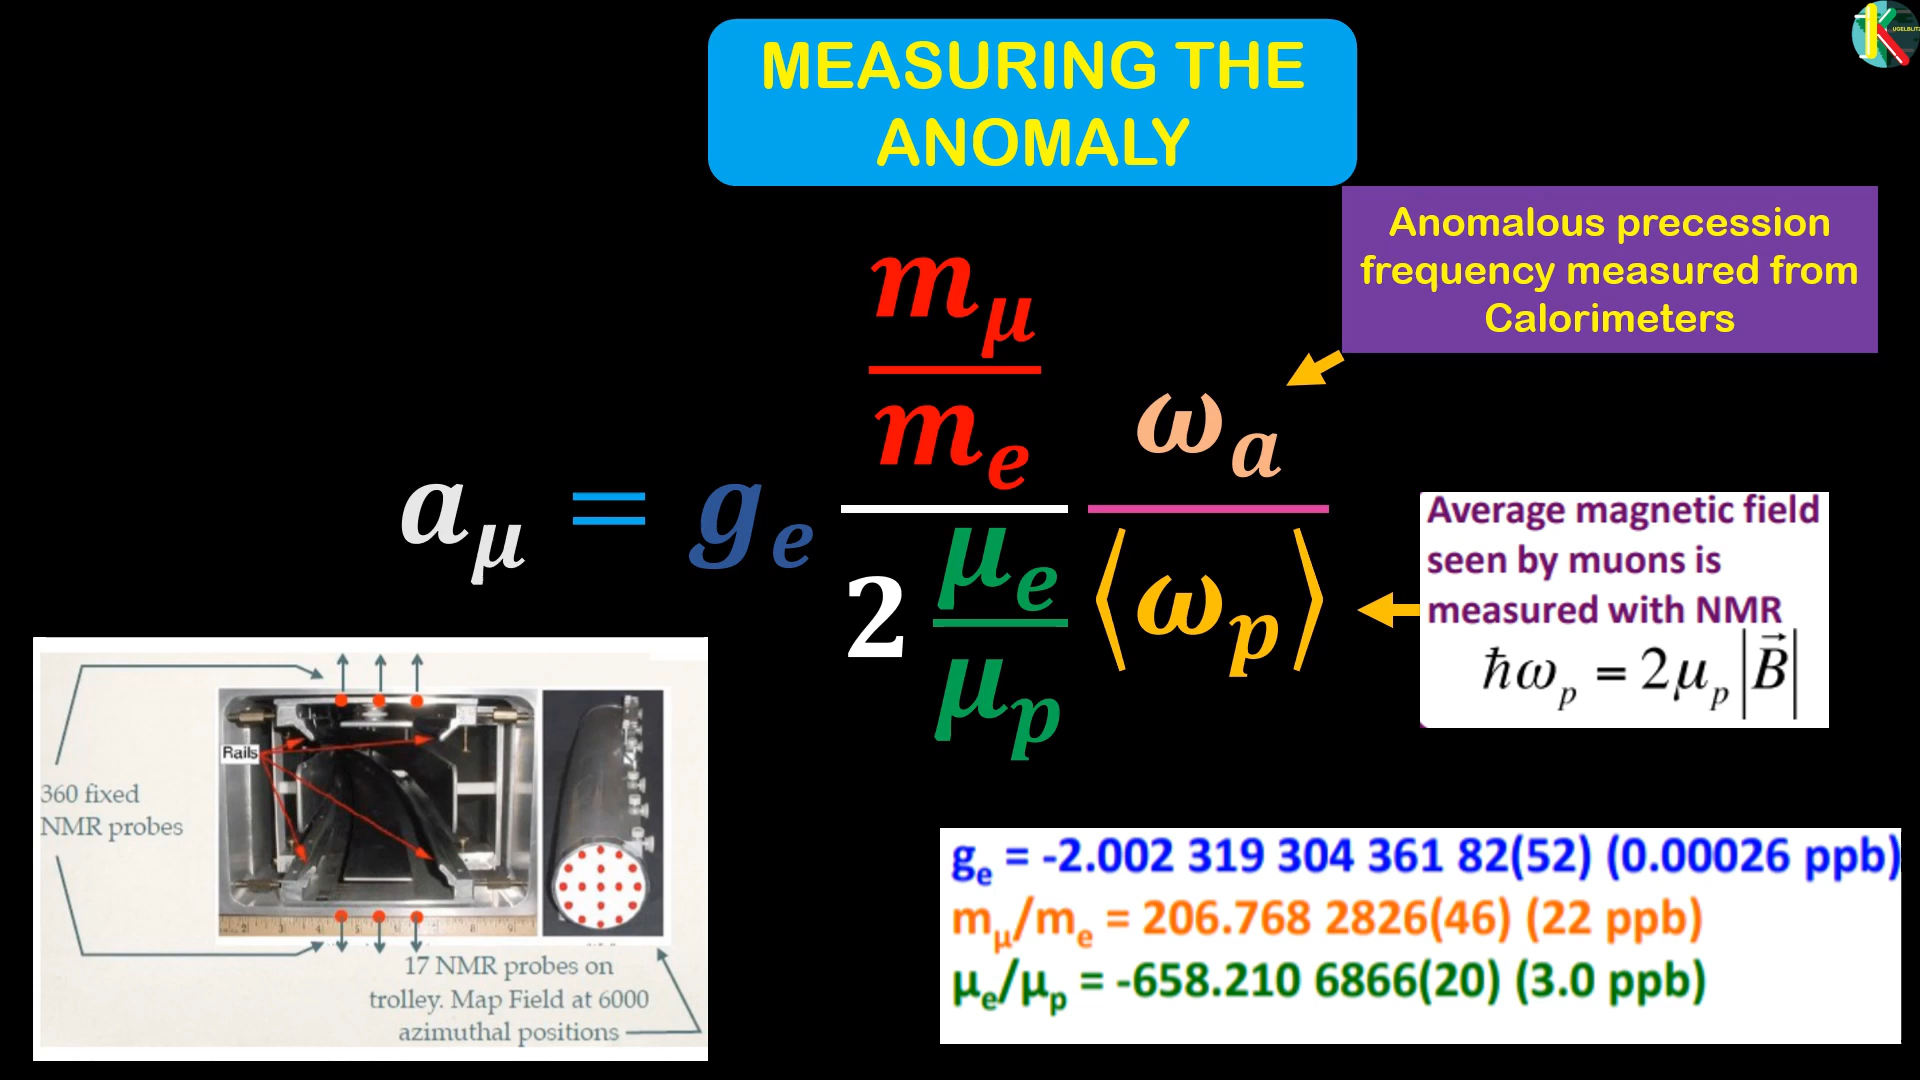 MEASURING THE
ANOMALY
Anomalous precession
frequency measured from
Calorimeters
a_μ = g_e (m_μ/m_e) / (2 μ_e/μ_p) ω_a / ⟨ω_p⟩
Average magnetic field
seen by muons is
measured with NMR
ħω_p = 2μ_p |B⃗|
Rails
360 fixed
NMR probes
17 NMR probes on
trolley. Map Field at 6000
azimuthal positions
g_e = -2.002 319 304 361 82(52) (0.00026 ppb)
m_μ/m_e = 206.768 2826(46) (22 ppb)
μ_e/μ_p = -658.210 6866(20) (3.0 ppb)